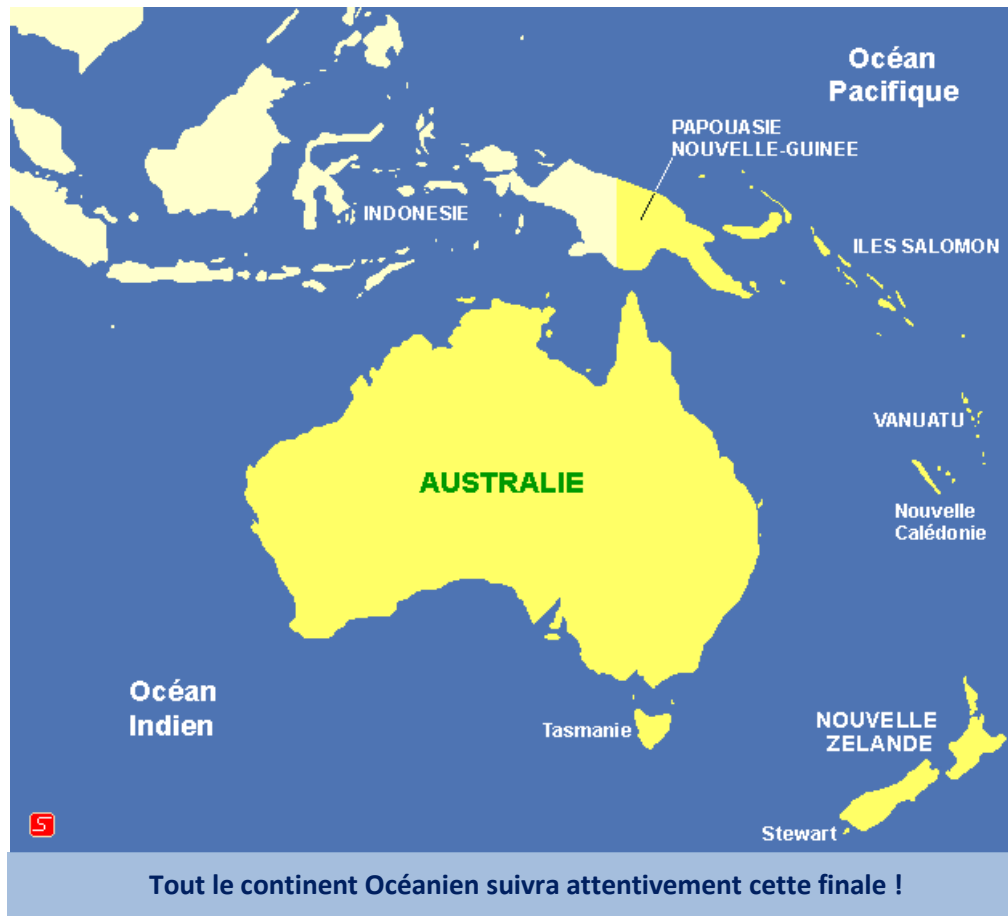 Océan
Pacifique
PAPOUASIE
NOUVELLE-GUINEE
INDONESIE
ILES SALOMON
VANUATU
AUSTRALIE
Nouvelle
Calédonie
Océan
Indien
Tasmanie
NOUVELLE
ZELANDE
Stewart
S
Tout le continent Océanien suivra attentivement cette finale !